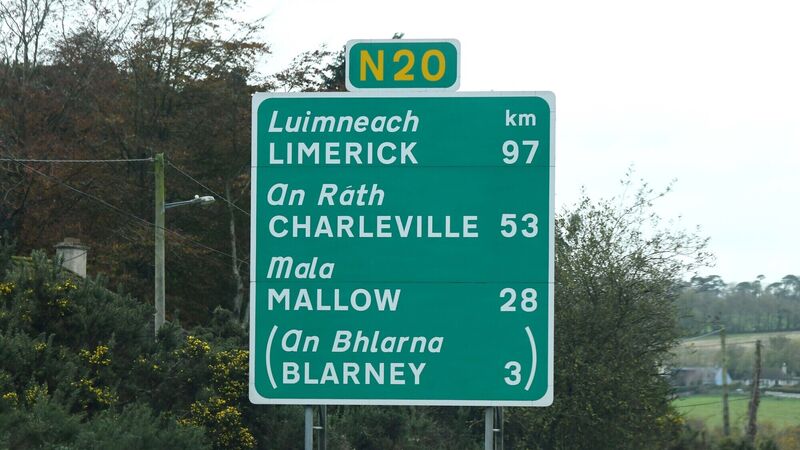 N20
Luimneach km
LIMERICK 97
An Ráth
CHARLEVILLE 53
Mala
MALLOW 28
(An Bhlarna
BLARNEY 3)